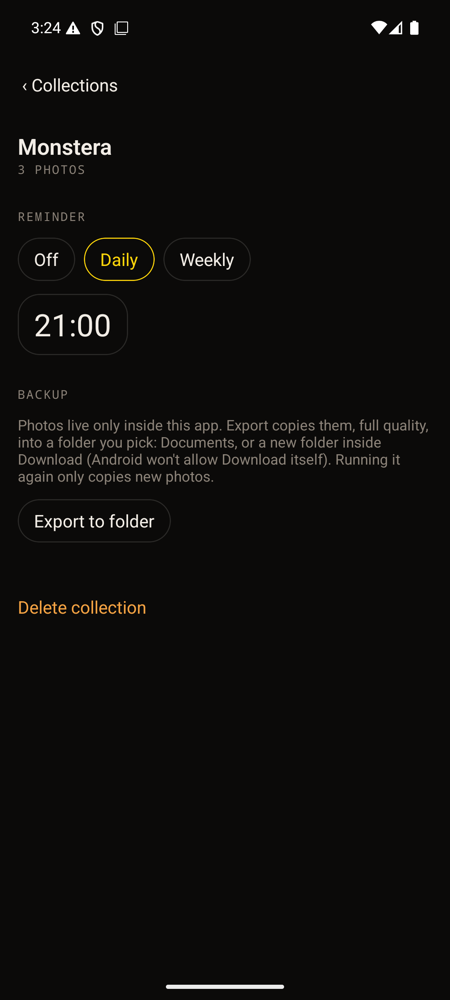 3:24
‹ Collections
Monstera
3 PHOTOS
REMINDER
Off Daily Weekly
21:00
BACKUP
Photos live only inside this app. Export copies them, full quality,
into a folder you pick: Documents, or a new folder inside
Download (Android won't allow Download itself). Running it
again only copies new photos.
Export to folder
Delete collection